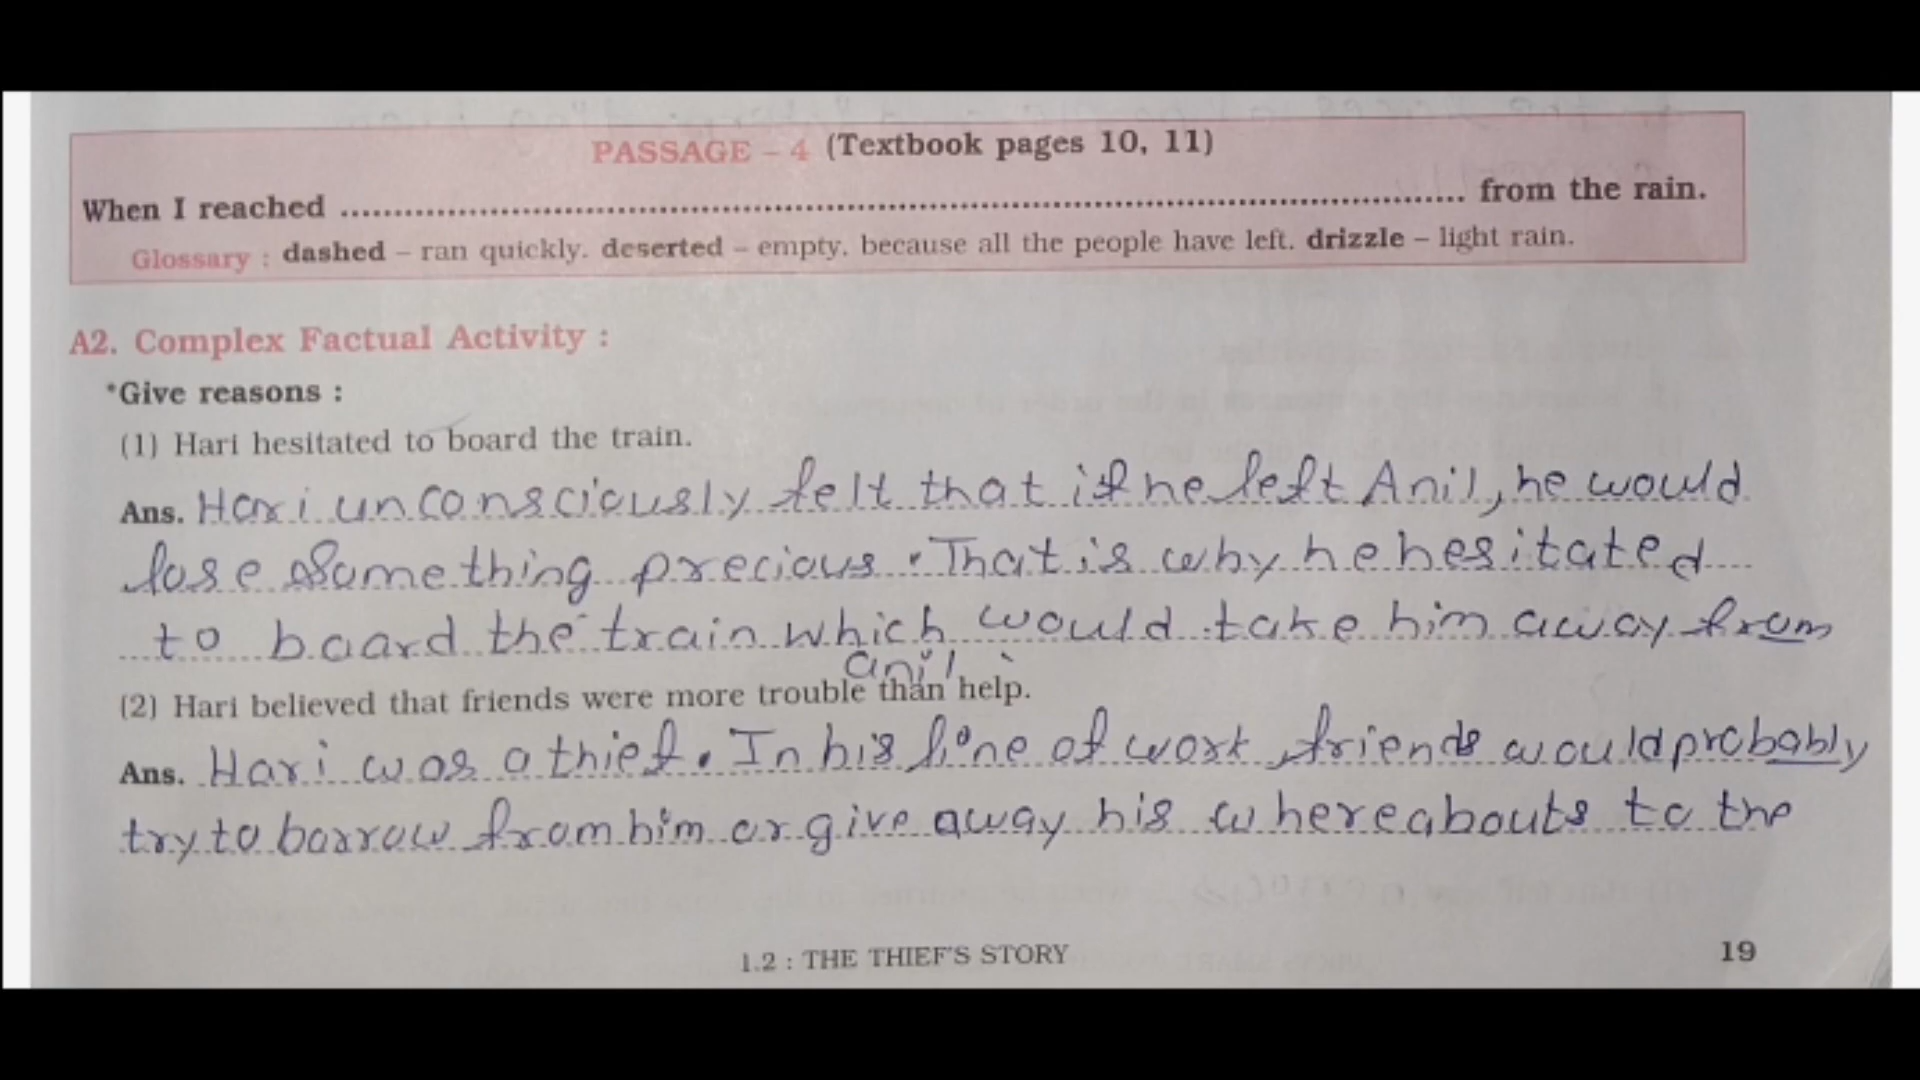 PASSAGE – 4 (Textbook pages 10, 11)
When I reached .................................................................................................... from the rain.
Glossary : dashed – ran quickly. deserted – empty, because all the people have left. drizzle – light rain.
A2. Complex Factual Activity :
*Give reasons :
(1) Hari hesitated to board the train.
Ans. Hari unconsciously felt that if he left Anil, he would
lose something precious. That is why he hesitated
to board the train which would take him away from
anil.
(2) Hari believed that friends were more trouble than help.
Ans. Hari was a thief. In his line of work, friends would probably
try to borrow from him or give away his whereabouts to the
1.2 : THE THIEF'S STORY
19